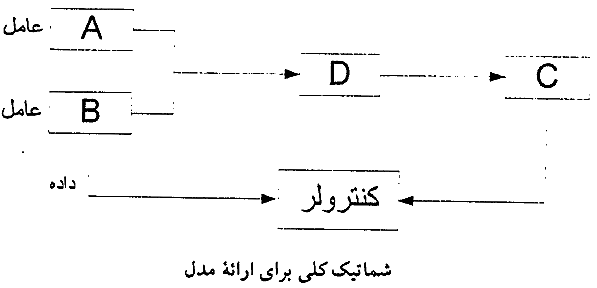 عامل A
D C
عامل B
داده
کنترولر
شماتیک کلی برای ارائهٔ مدل